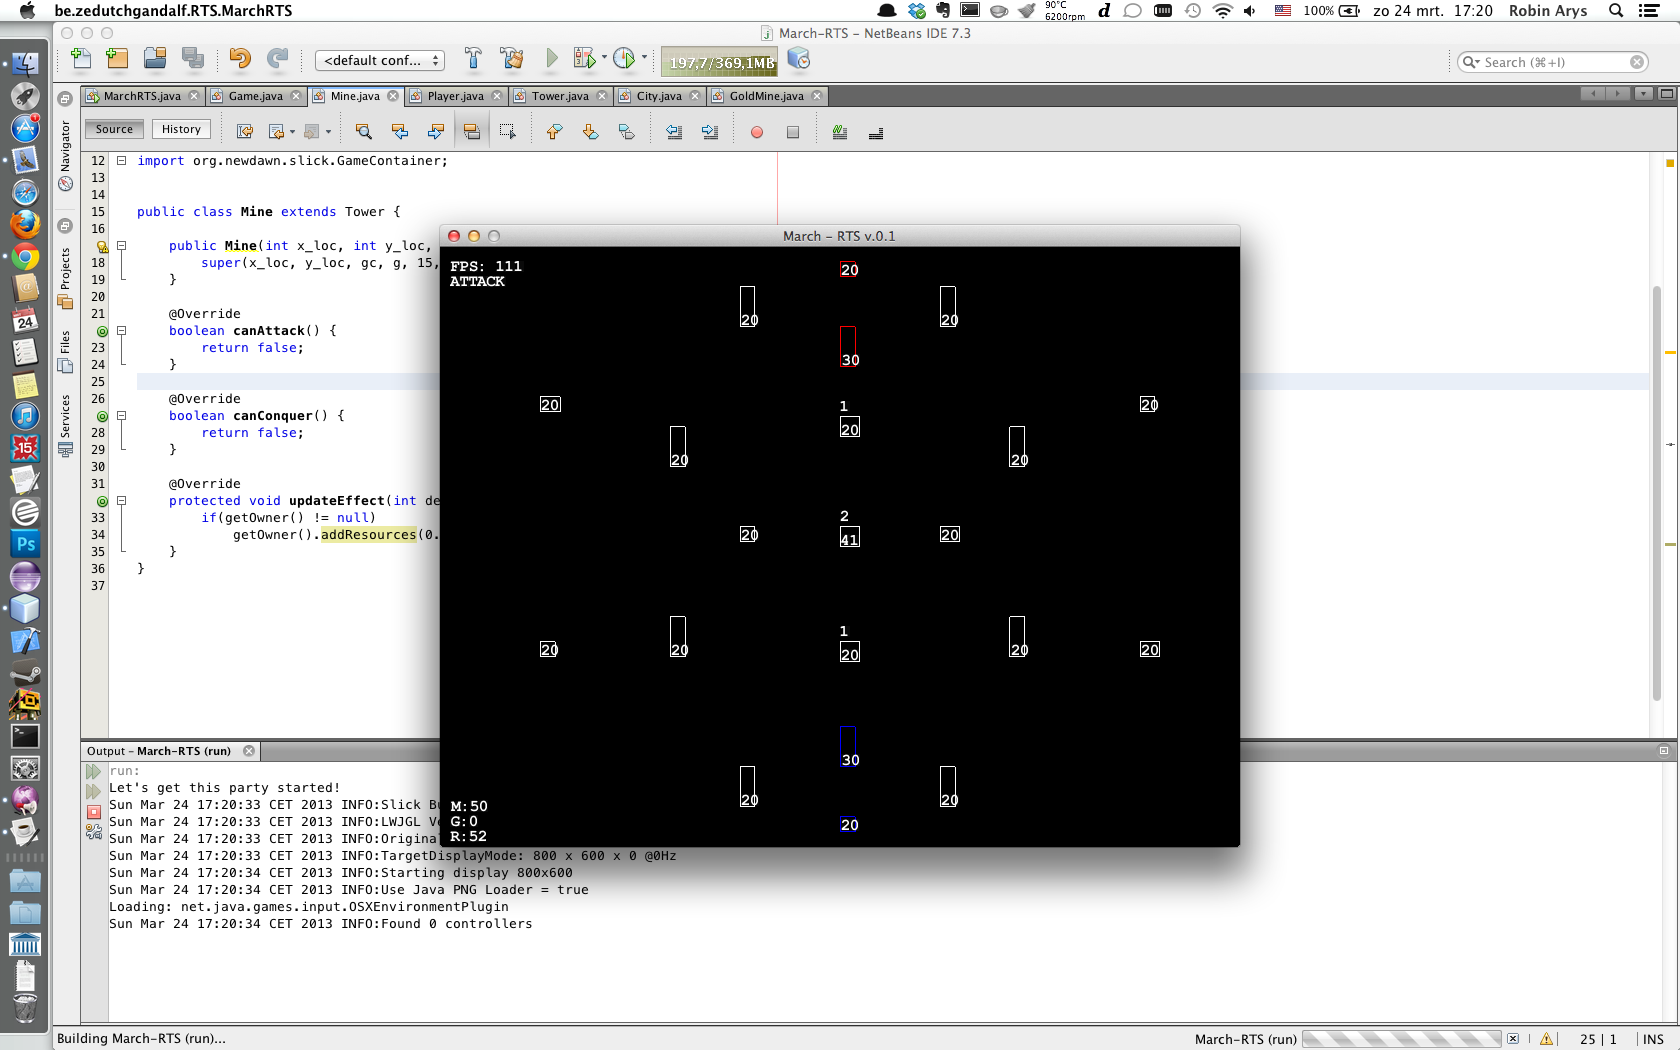 be.zedutchgandalf.RTS.MarchRTS
90°C
6200rpm
100%
zo 24 mrt. 17:20
Robin Arys
March-RTS – NetBeans IDE 7.3
<default conf...
197,7/369,1MB
Search (⌘+I)
MarchRTS.java
Game.java
Mine.java
Player.java
Tower.java
City.java
GoldMine.java
Source
History
Navigator
Projects
Files
Services
12 import org.newdawn.slick.GameContainer;
13
14
15 public class Mine extends Tower {
16
public Mine(int x_loc, int y_loc,
18 super(x_loc, y_loc, gc, g, 15,
19 }
20
21 @Override
boolean canAttack() {
23 return false;
24 }
25
26 @Override
boolean canConquer() {
28 return false;
29 }
30
31 @Override
protected void updateEffect(int de
33 if(getOwner() != null)
34 getOwner().addResources(0.
35 }
36 }
37
March – RTS v.0.1
FPS: 111
ATTACK
20
20
20
30
20
1
20
20
20
20
20
2
41
20
20
20
1
20
20
20
20
30
20
20
20
M:50
G:0
R:52
Output – March-RTS (run)
run:
Let's get this party started!
Sun Mar 24 17:20:33 CET 2013 INFO:Slick Bu
Sun Mar 24 17:20:33 CET 2013 INFO:LWJGL Ve
Sun Mar 24 17:20:33 CET 2013 INFO:Original
Sun Mar 24 17:20:33 CET 2013 INFO:TargetDisplayMode: 800 x 600 x 0 @0Hz
Sun Mar 24 17:20:34 CET 2013 INFO:Starting display 800x600
Sun Mar 24 17:20:34 CET 2013 INFO:Use Java PNG Loader = true
Loading: net.java.games.input.OSXEnvironmentPlugin
Sun Mar 24 17:20:34 CET 2013 INFO:Found 0 controllers
24
15
Ps
Building March-RTS (run)...
March-RTS (run)
25 | 1
INS